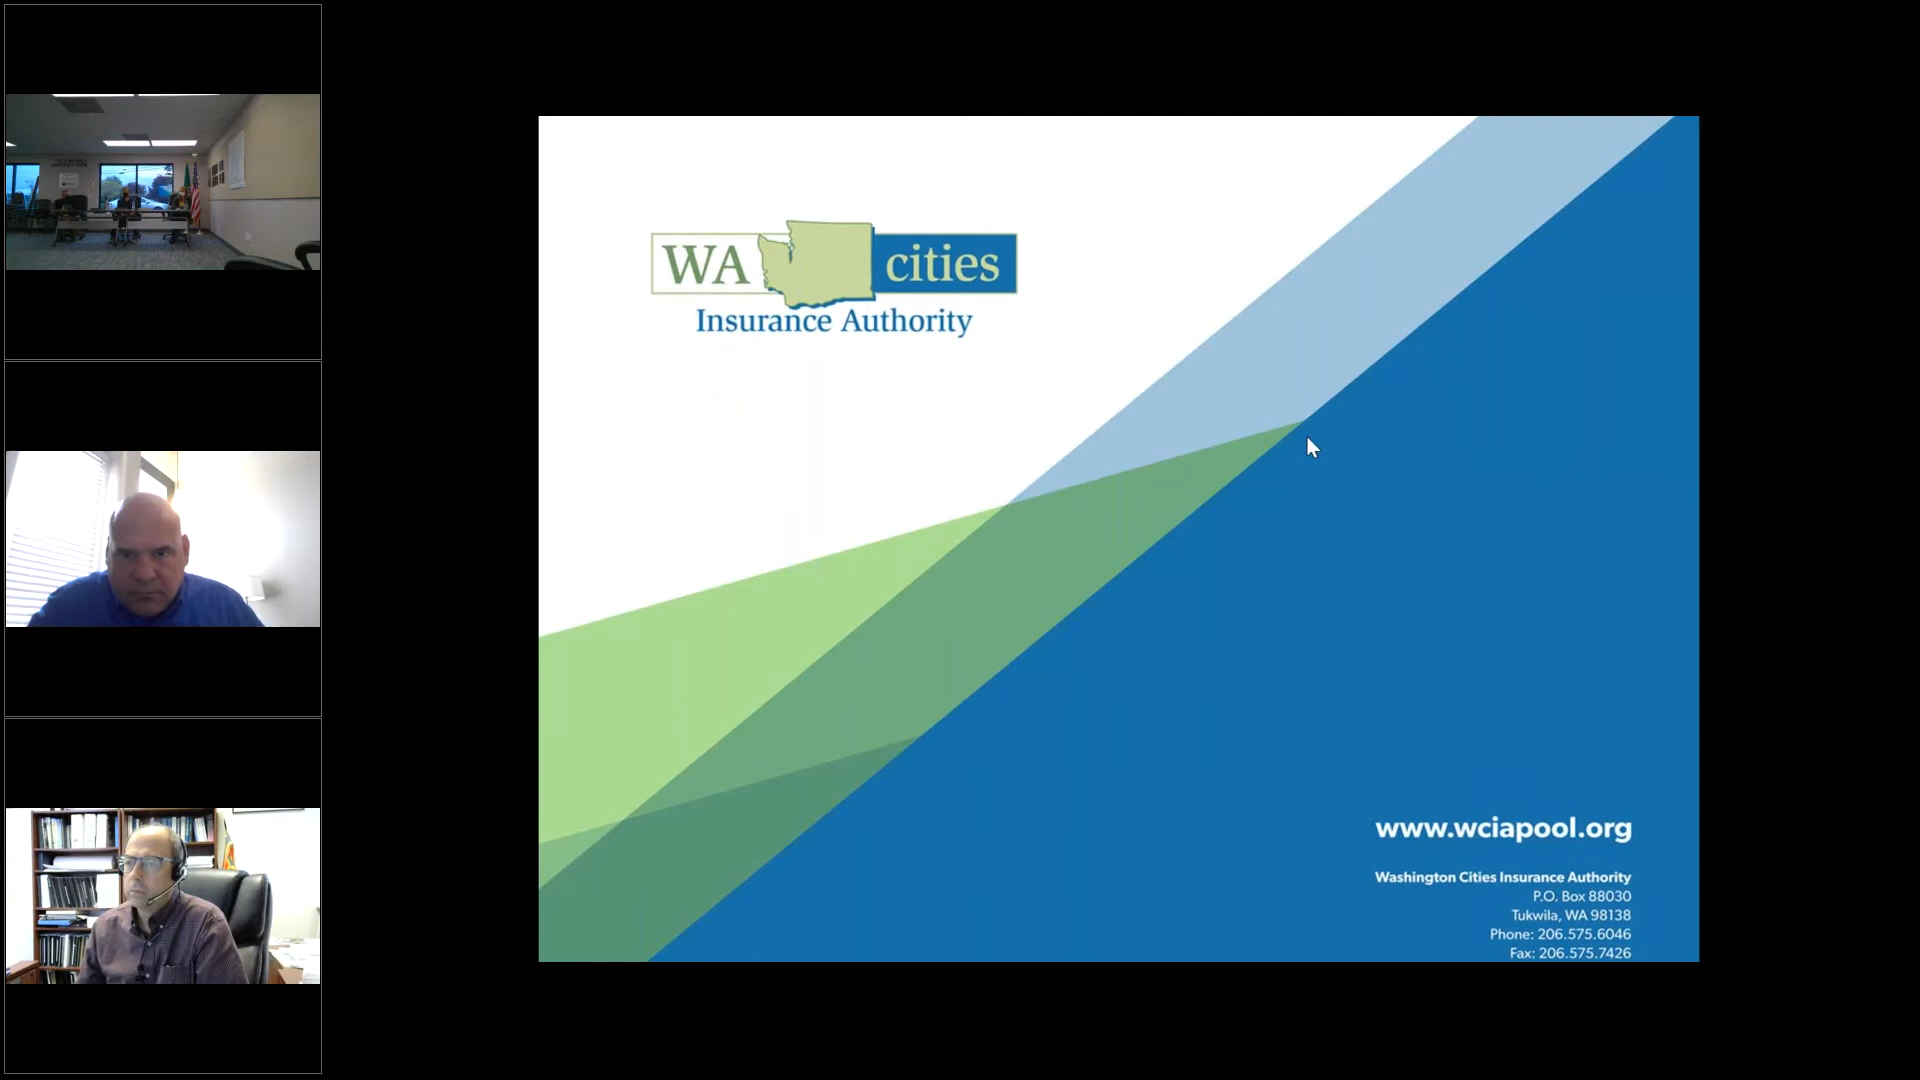 WA cities
Insurance Authority
www.wciapool.org
Washington Cities Insurance Authority
P.O. Box 88030
Tukwila, WA 98138
Phone: 206.575.6046
Fax: 206.575.7426